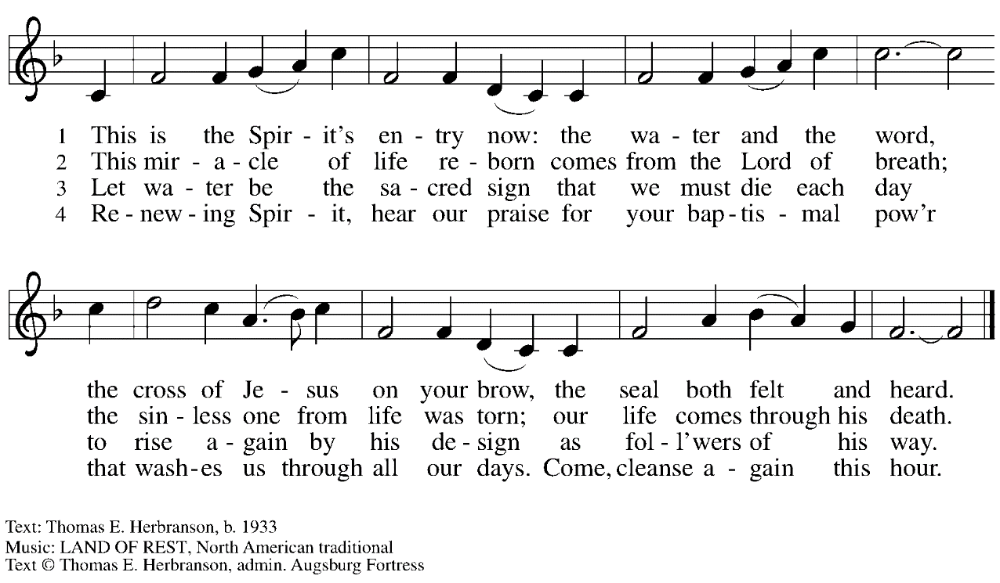 1 This is the Spir - it's en - try now: the wa - ter and the word,
2 This mir - a - cle of life re - born comes from the Lord of breath;
3 Let wa - ter be the sa - cred sign that we must die each day
4 Re - new - ing Spir - it, hear our praise for your bap - tis - mal pow'r
the cross of Je - sus on your brow, the seal both felt and heard.
the sin - less one from life was torn; our life comes through his death.
to rise a - gain by his de - sign as fol - l'wers of his way.
that wash - es us through all our days. Come, cleanse a - gain this hour.
Text: Thomas E. Herbranson, b. 1933
Music: LAND OF REST, North American traditional
Text © Thomas E. Herbranson, admin. Augsburg Fortress